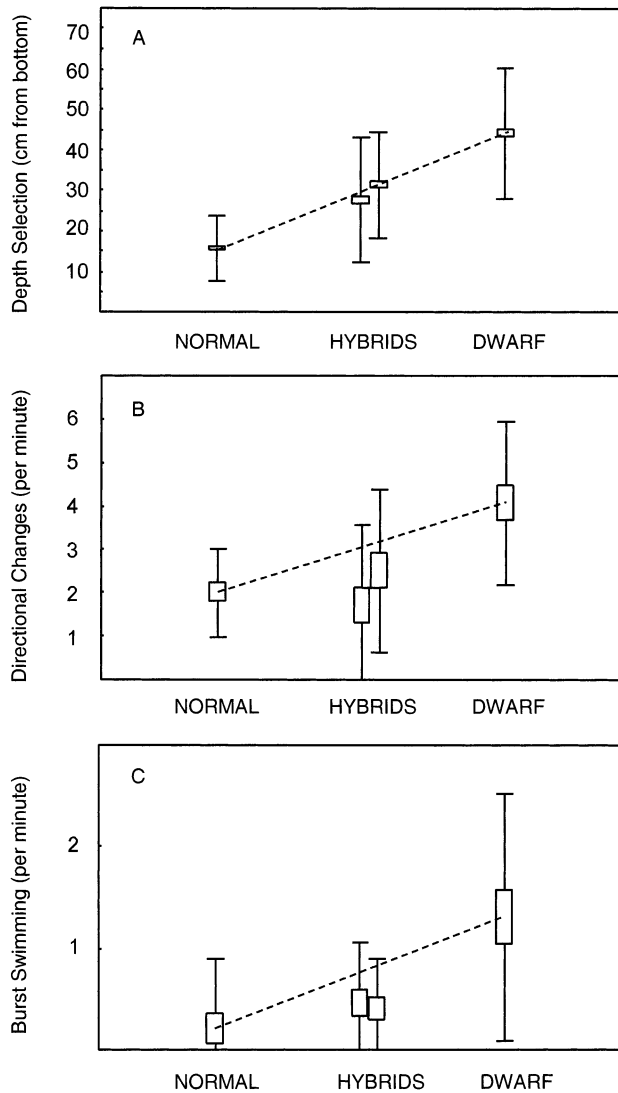 A
Depth Selection (cm from bottom)
70
60
50
40
30
20
10
NORMAL HYBRIDS DWARF
B
Directional Changes (per minute)
6
5
4
3
2
1
NORMAL HYBRIDS DWARF
C
Burst Swimming (per minute)
2
1
NORMAL HYBRIDS DWARF